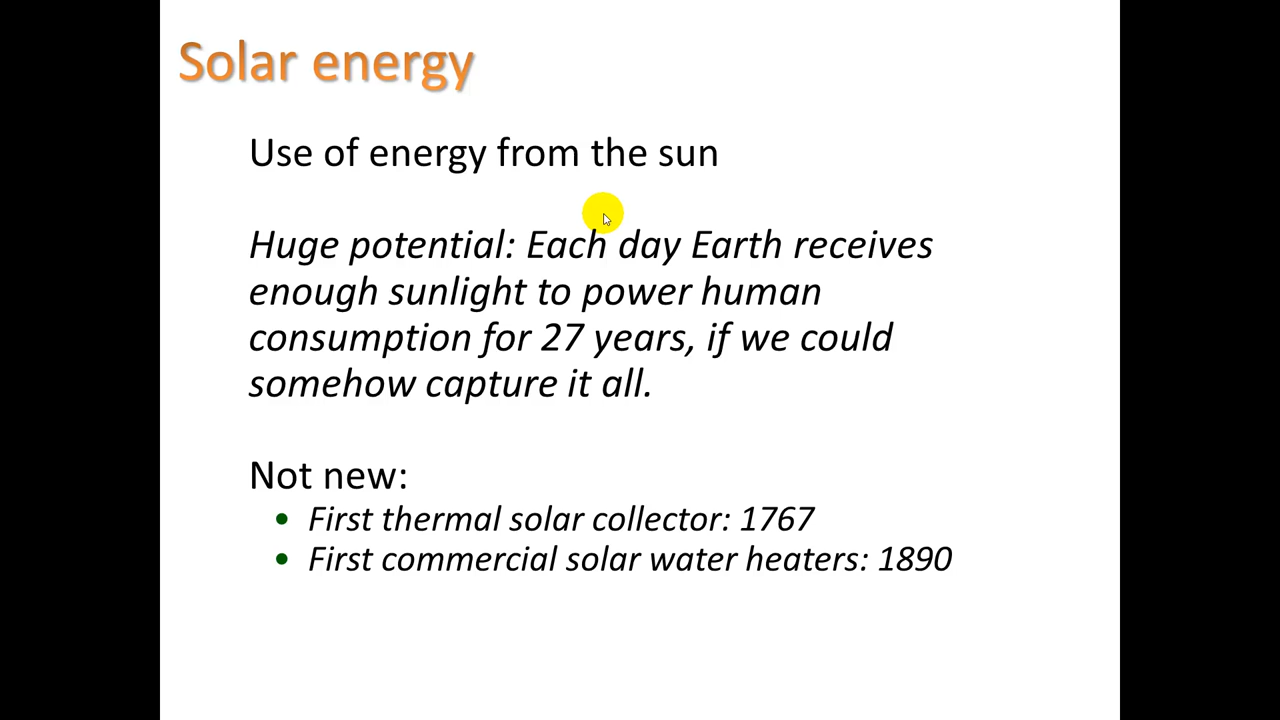 Solar energy
Use of energy from the sun
Huge potential: Each day Earth receives
enough sunlight to power human
consumption for 27 years, if we could
somehow capture it all.
Not new:
• First thermal solar collector: 1767
• First commercial solar water heaters: 1890